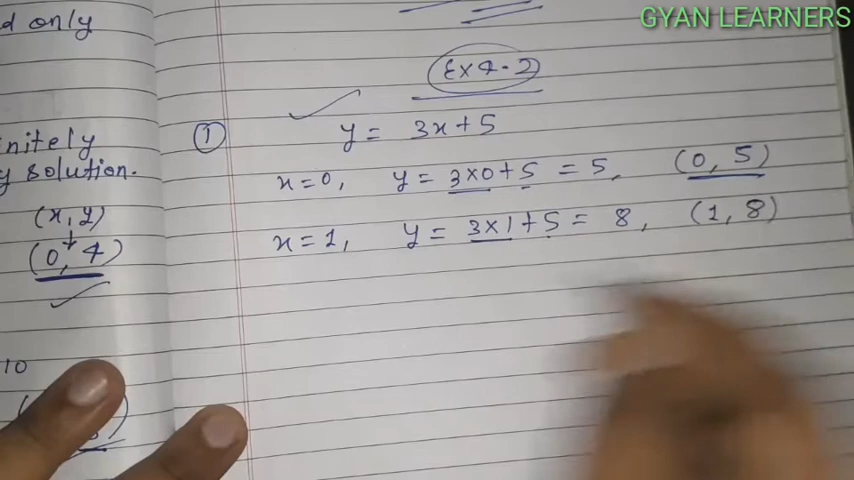 d only
initely
y solution.
(x, y)
(0, 4)
10
GYAN LEARNERS
Ex 4.2
① y = 3x+5
x=0, y = 3×0+5 = 5, (0, 5)
x=1, y = 3×1+5 = 8, (1, 8)